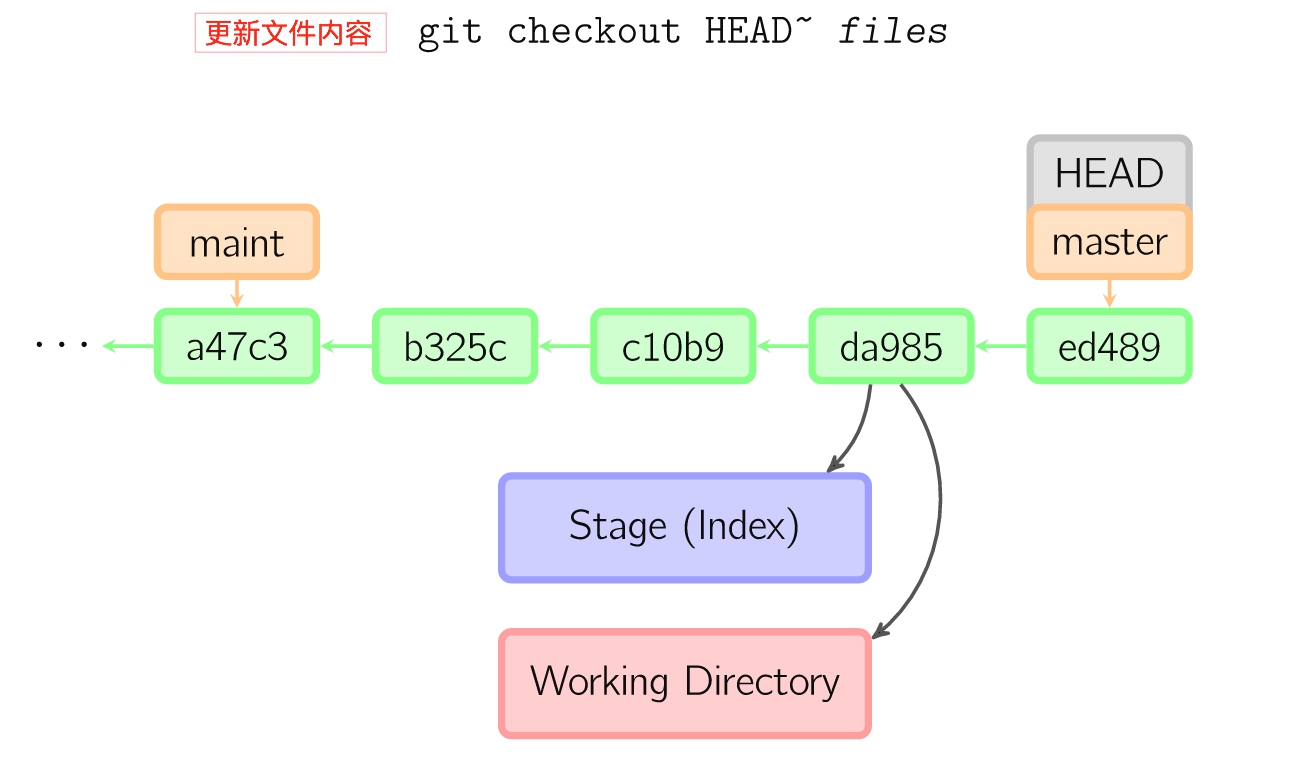 更新文件内容 git checkout HEAD~ files
HEAD
maint master
... a47c3 b325c c10b9 da985 ed489
Stage (Index)
Working Directory